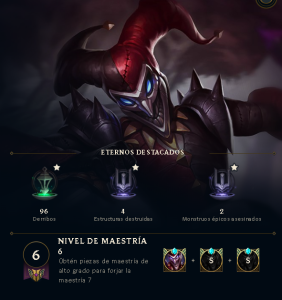 ETERNOS DESTACADOS
96
Derribos
4
Estructuras destruidas
2
Monstruos épicos asesinados
6
NIVEL DE MAESTRÍA
6
Obtén piezas de maestría de
alto grado para forjar la
maestría 7
+ S + S